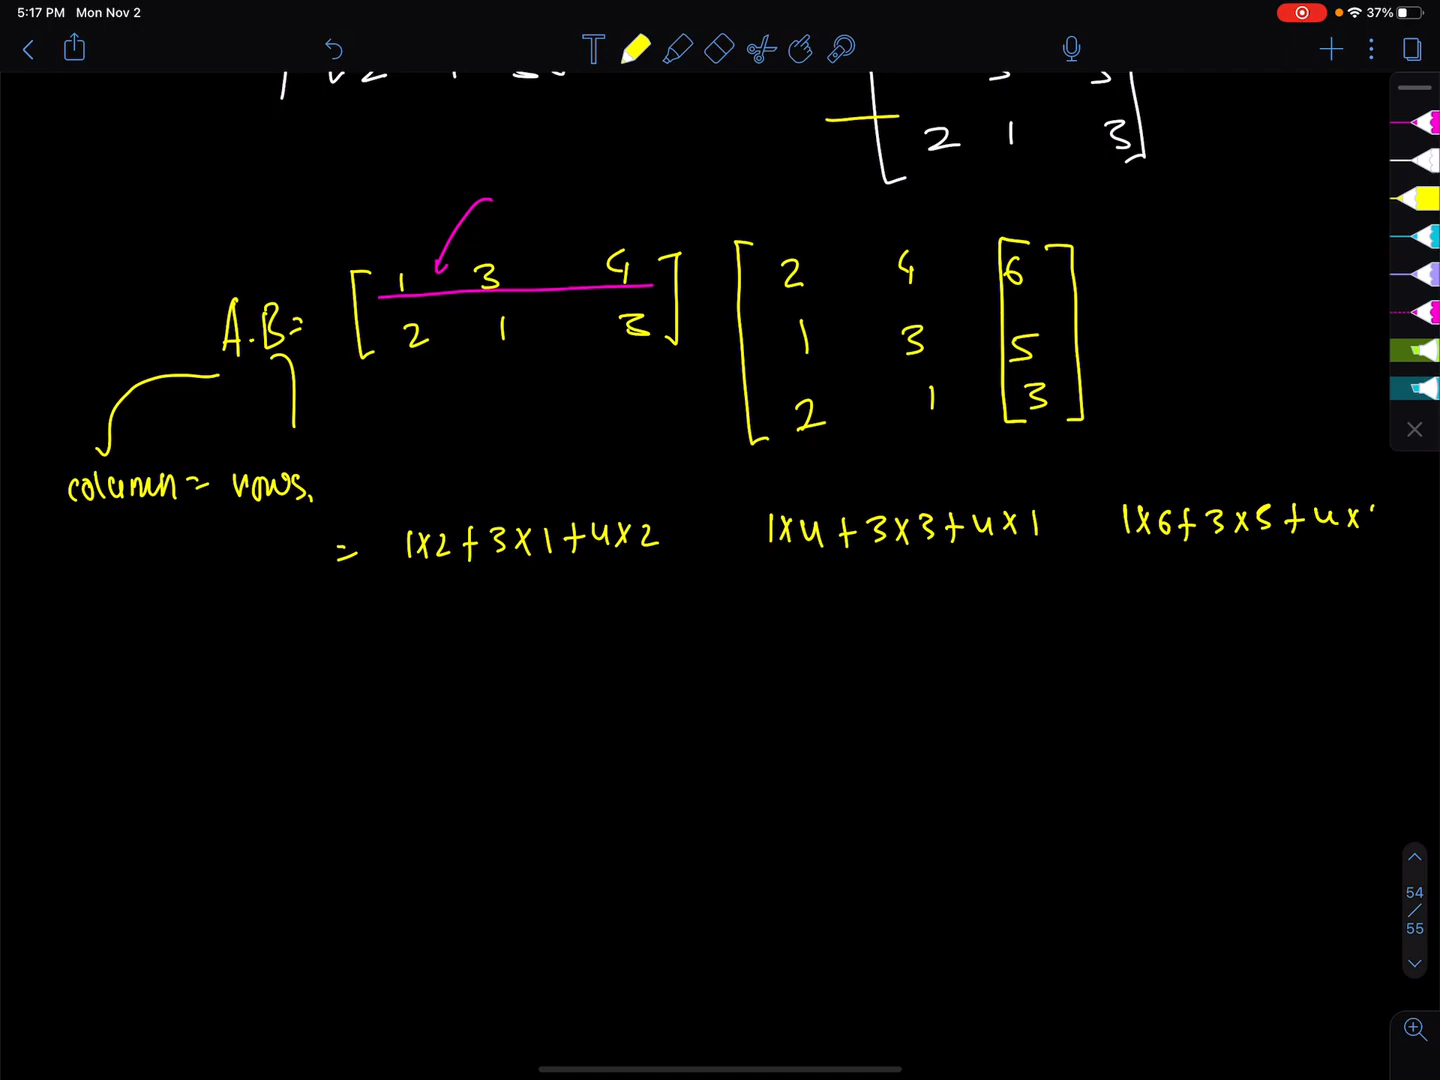 5:17 PM Mon Nov 2
37%
T
2 1 3
A.B= [ 1 3 4 ] [ 2 4 6 ]
2 1 3 1 3 5
2 1 3
column = rows.
= 1x2+3x1+4x2 1x4+3x3+4x1 1x6+3x5+4x
54
/
55